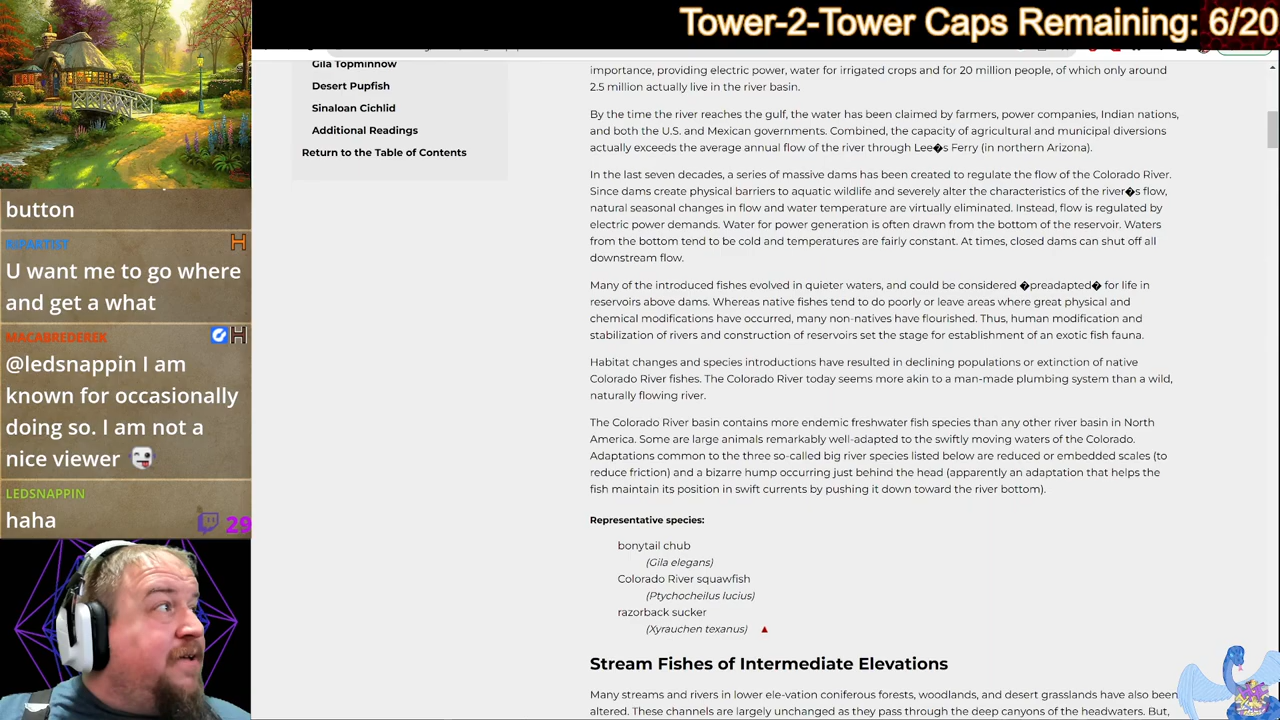 Tower-2-Tower Caps Remaining: 6/20
button
U want me to go where
and get a what
MACABREDEREK
@ledsnappin I am
known for occasionally
doing so. I am not a
nice viewer
LEDSNAPPIN
haha
29
Gila Topminnow
Desert Pupfish
Sinaloan Cichlid
Additional Readings
Return to the Table of Contents
importance, providing electric power, water for irrigated crops and for 20 million people, of which only around
2.5 million actually live in the river basin.
By the time the river reaches the gulf, the water has been claimed by farmers, power companies, Indian nations,
and both the U.S. and Mexican governments. Combined, the capacity of agricultural and municipal diversions
actually exceeds the average annual flow of the river through Lee�s Ferry (in northern Arizona).
In the last seven decades, a series of massive dams has been created to regulate the flow of the Colorado River.
Since dams create physical barriers to aquatic wildlife and severely alter the characteristics of the river�s flow,
natural seasonal changes in flow and water temperature are virtually eliminated. Instead, flow is regulated by
electric power demands. Water for power generation is often drawn from the bottom of the reservoir. Waters
from the bottom tend to be cold and temperatures are fairly constant. At times, closed dams can shut off all
downstream flow.
Many of the introduced fishes evolved in quieter waters, and could be considered �preadapted� for life in
reservoirs above dams. Whereas native fishes tend to do poorly or leave areas where great physical and
chemical modifications have occurred, many non-natives have flourished. Thus, human modification and
stabilization of rivers and construction of reservoirs set the stage for establishment of an exotic fish fauna.
Habitat changes and species introductions have resulted in declining populations or extinction of native
Colorado River fishes. The Colorado River today seems more akin to a man-made plumbing system than a wild,
naturally flowing river.
The Colorado River basin contains more endemic freshwater fish species than any other river basin in North
America. Some are large animals remarkably well-adapted to the swiftly moving waters of the Colorado.
Adaptations common to the three so-called big river species listed below are reduced or embedded scales (to
reduce friction) and a bizarre hump occurring just behind the head (apparently an adaptation that helps the
fish maintain its position in swift currents by pushing it down toward the river bottom).
Representative species:
bonytail chub
(Gila elegans)
Colorado River squawfish
(Ptychocheilus lucius)
razorback sucker
(Xyrauchen texanus)
Stream Fishes of Intermediate Elevations
Many streams and rivers in lower ele-vation coniferous forests, woodlands, and desert grasslands have also been
altered. These channels are largely unchanged as they pass through the deep canyons of the headwaters. But,